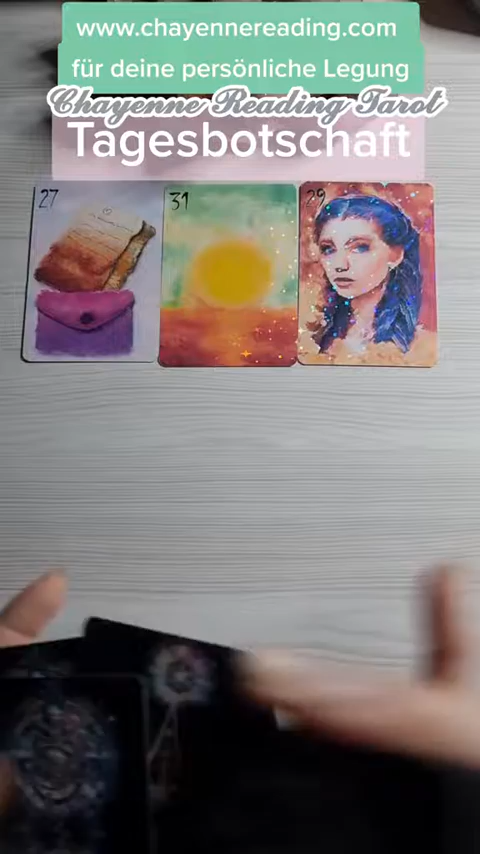 www.chayennereading.com
für deine persönliche Legung
Chayenne Reading Tarot
Tagesbotschaft
27
31
29